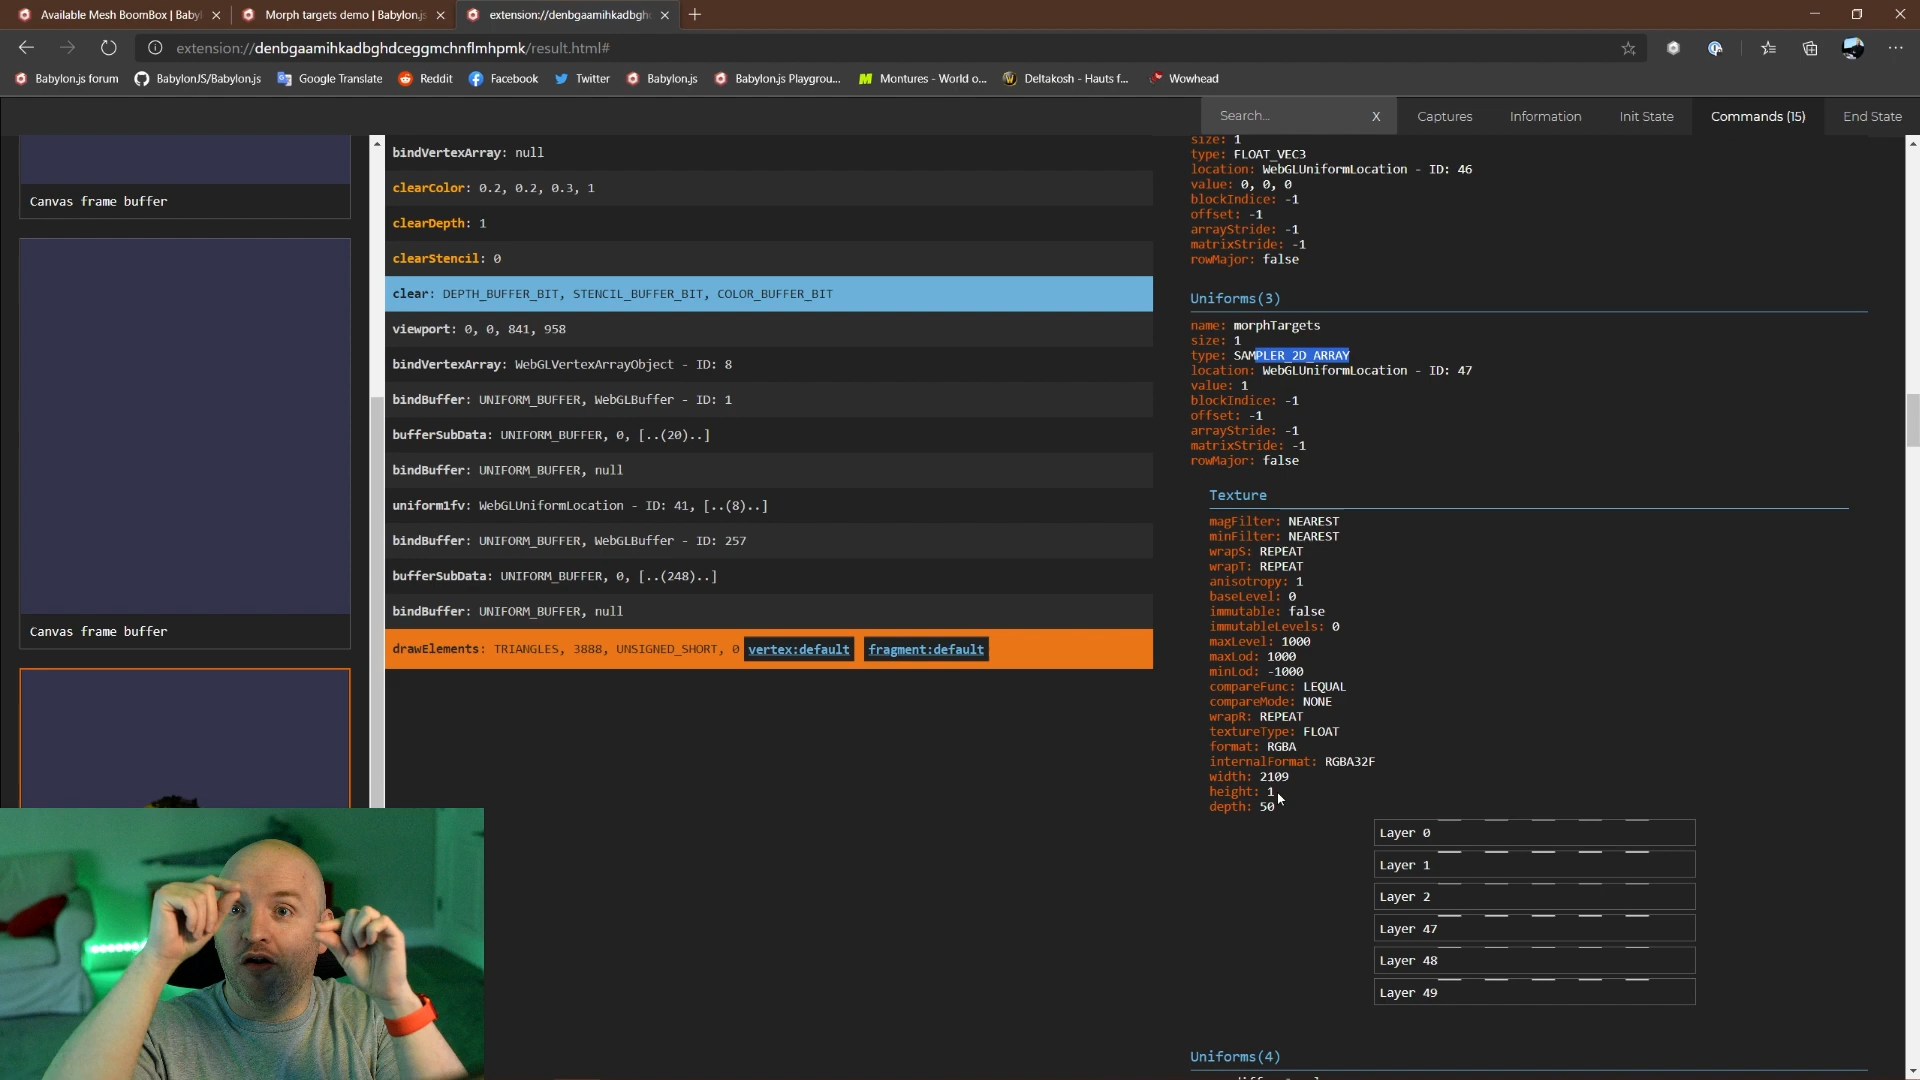 Available Mesh BoomBox | Baby
Morph targets demo | Babylon.js
extension://denbgaamihkadbgh
extension://denbgaamihkadbghdceggmchnflmhpmk/result.html#
Babylon.js forum
BabylonJS/Babylon.js
Google Translate
Reddit
Facebook
Twitter
Babylon.js
Babylon.js Playgrou...
Montures - World o...
Deltakosh - Hauts f...
Wowhead
Search...
X
Captures
Information
Init State
Commands (15)
End State
Canvas frame buffer
Canvas frame buffer
bindVertexArray: null
clearColor: 0.2, 0.2, 0.3, 1
clearDepth: 1
clearStencil: 0
clear: DEPTH_BUFFER_BIT, STENCIL_BUFFER_BIT, COLOR_BUFFER_BIT
viewport: 0, 0, 841, 958
bindVertexArray: WebGLVertexArrayObject - ID: 8
bindBuffer: UNIFORM_BUFFER, WebGLBuffer - ID: 1
bufferSubData: UNIFORM_BUFFER, 0, [..(20)..]
bindBuffer: UNIFORM_BUFFER, null
uniform1fv: WebGLUniformLocation - ID: 41, [..(8)..]
bindBuffer: UNIFORM_BUFFER, WebGLBuffer - ID: 257
bufferSubData: UNIFORM_BUFFER, 0, [..(248)..]
bindBuffer: UNIFORM_BUFFER, null
drawElements: TRIANGLES, 3888, UNSIGNED_SHORT, 0 vertex:default fragment:default
size: 1
type: FLOAT_VEC3
location: WebGLUniformLocation - ID: 46
value: 0, 0, 0
blockIndice: -1
offset: -1
arrayStride: -1
matrixStride: -1
rowMajor: false
Uniforms(3)
name: morphTargets
size: 1
type: SAMPLER_2D_ARRAY
location: WebGLUniformLocation - ID: 47
value: 1
blockIndice: -1
offset: -1
arrayStride: -1
matrixStride: -1
rowMajor: false
Texture
magFilter: NEAREST
minFilter: NEAREST
wrapS: REPEAT
wrapT: REPEAT
anisotropy: 1
baseLevel: 0
immutable: false
immutableLevels: 0
maxLevel: 1000
maxLod: 1000
minLod: -1000
compareFunc: LEQUAL
compareMode: NONE
wrapR: REPEAT
textureType: FLOAT
format: RGBA
internalFormat: RGBA32F
width: 2109
height: 1
depth: 50
Layer 0
Layer 1
Layer 2
Layer 47
Layer 48
Layer 49
Uniforms(4)